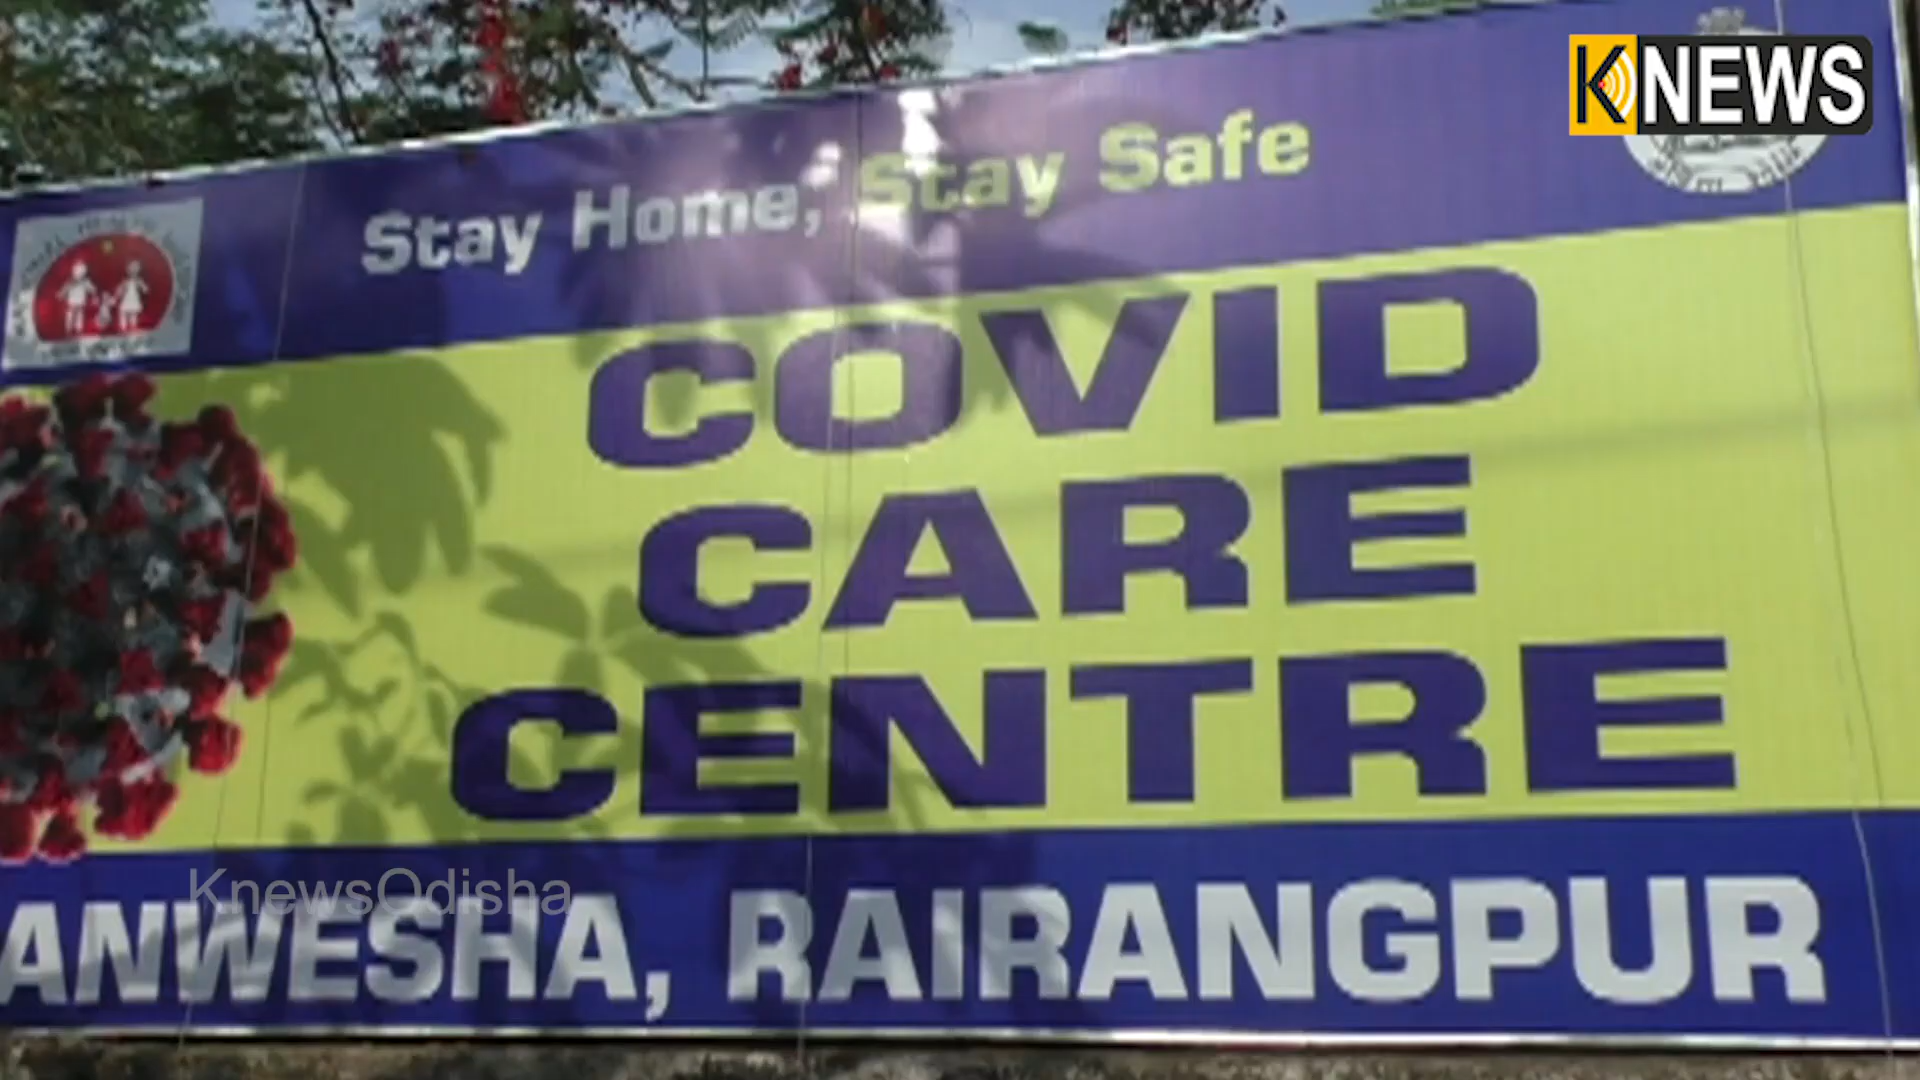 KNEWS
Stay Home, Stay Safe
COVID
CARE
CENTRE
KnewsOdisha
ANWESHA, RAIRANGPUR